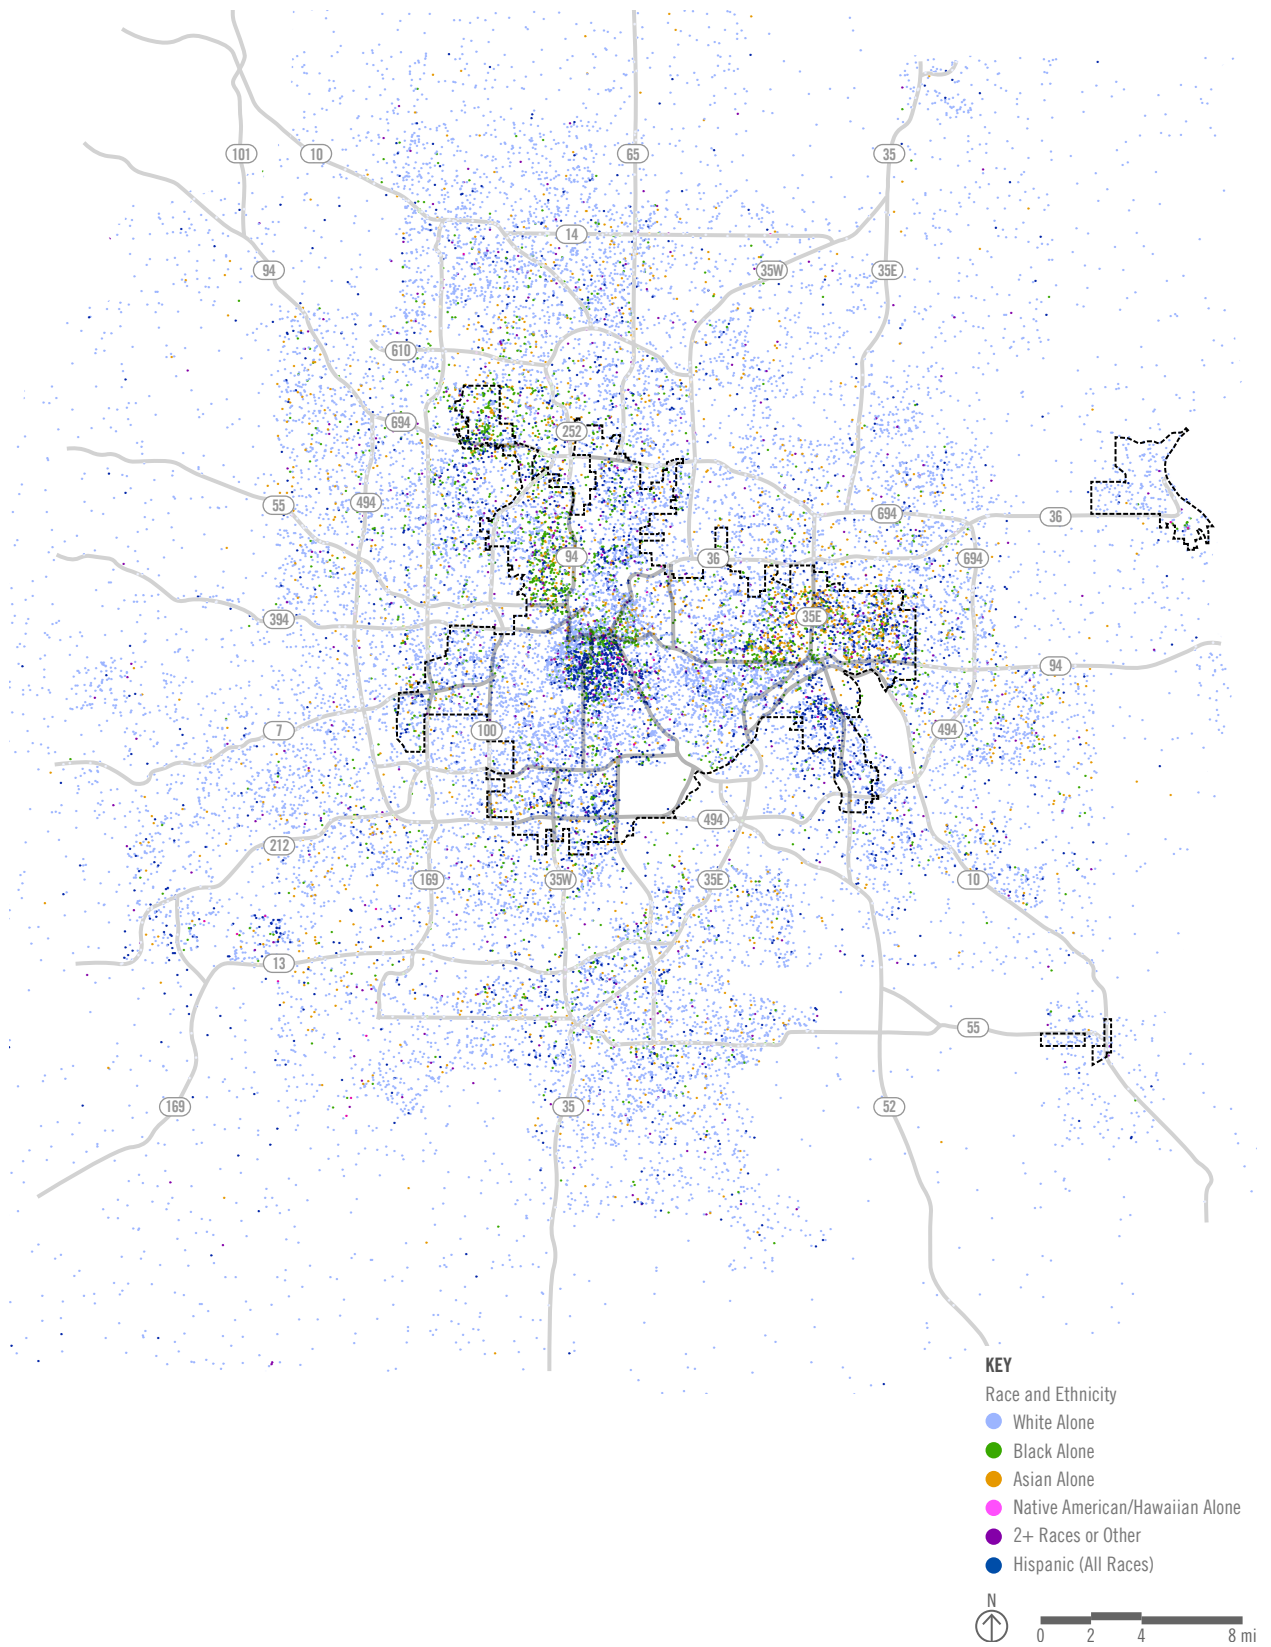 101
10
65
35
14
94
35W
35E
610
694
252
55
494
694
36
94
36
694
35E
394
94
7
100
494
494
212
169
35W
35E
10
13
55
169
35
52
KEY
Race and Ethnicity
White Alone
Black Alone
Asian Alone
Native American/Hawaiian Alone
2+ Races or Other
Hispanic (All Races)
N
0 2 4 8 mi